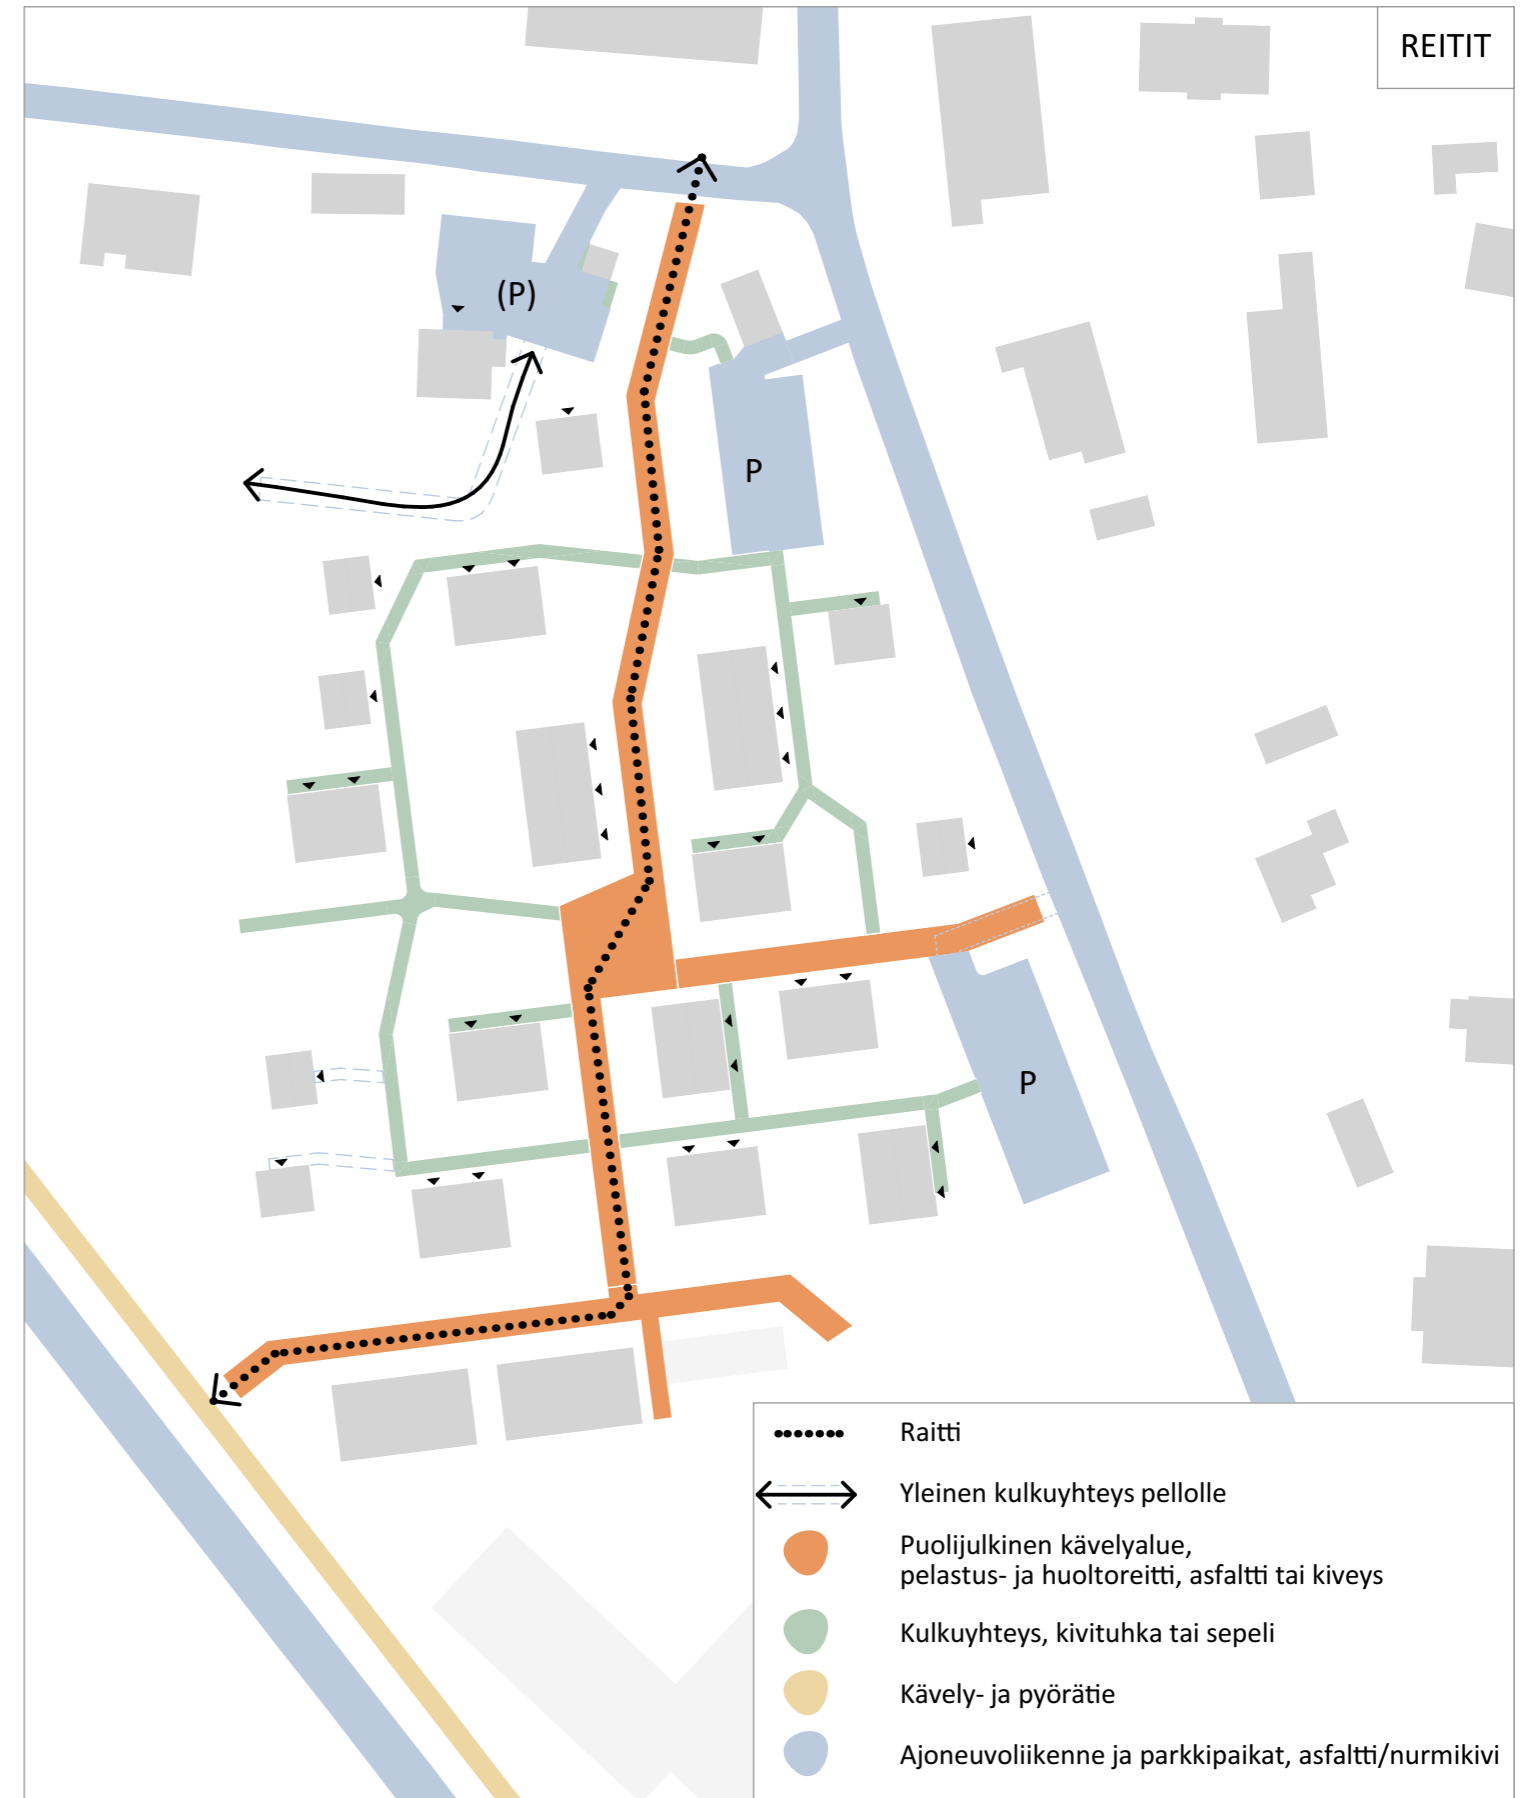 REITIT
(P)
P
P
Raitti
Yleinen kulkuyhteys pellolle
Puolijulkinen kävelyalue,
pelastus- ja huoltoreitti, asfaltti tai kiveys
Kulkuyhteys, kivituhka tai sepeli
Kävely- ja pyörätie
Ajoneuvoliikenne ja parkkipaikat, asfaltti/nurmikivi